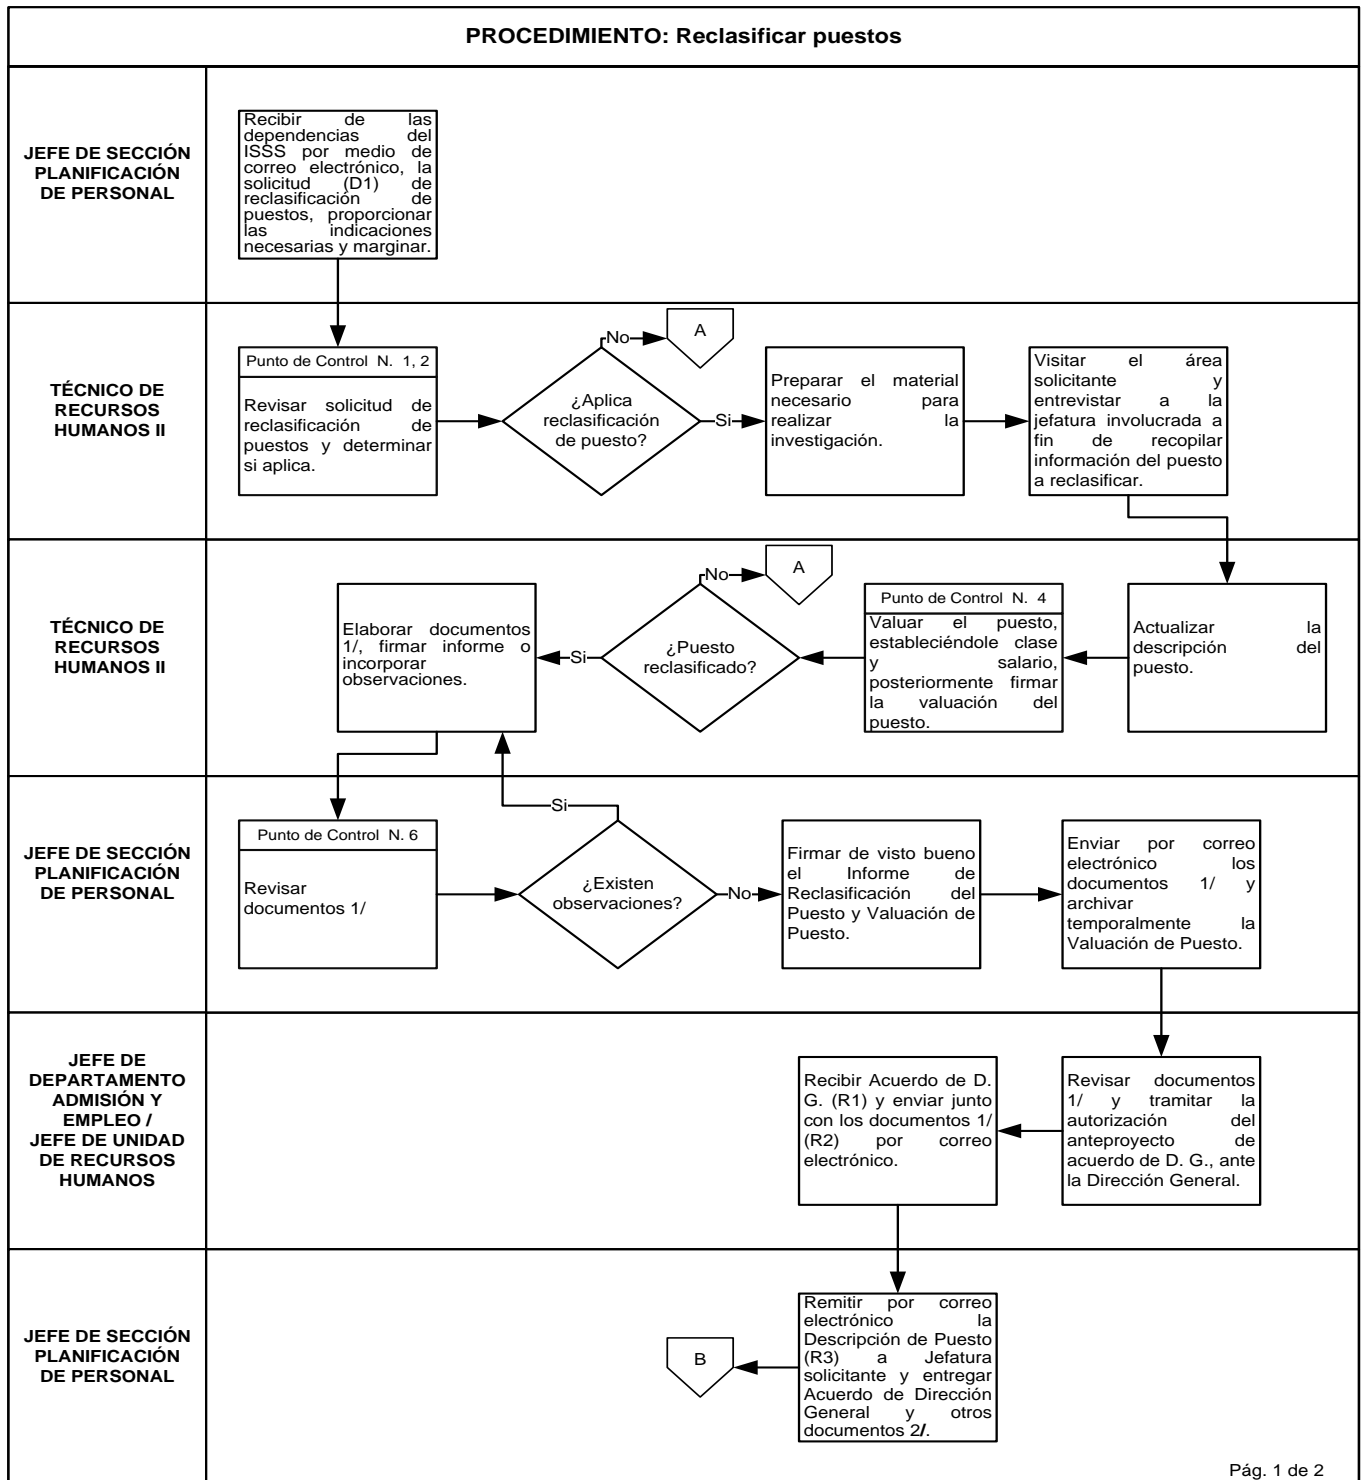 PROCEDIMIENTO: Reclasificar puestos
JEFE DE SECCIÓN
PLANIFICACIÓN
DE PERSONAL
Recibir de las
dependencias del
ISSS por medio de
correo electrónico, la
solicitud (D1) de
reclasificación de
puestos, proporcionar
las indicaciones
necesarias y marginar.
TÉCNICO DE
RECURSOS
HUMANOS II
Punto de Control N. 1, 2
Revisar solicitud de
reclasificación de
puestos y determinar
si aplica.
¿Aplica
reclasificación
de puesto?
No
A
Si
Preparar el material
necesario para
realizar la
investigación.
Visitar el área
solicitante y
entrevistar a la
jefatura involucrada a
fin de recopilar
información del puesto
a reclasificar.
TÉCNICO DE
RECURSOS
HUMANOS II
Elaborar documentos
1/, firmar informe o
incorporar
observaciones.
Si
¿Puesto
reclasificado?
No
A
Punto de Control N. 4
Valuar el puesto,
estableciéndole clase
y salario,
posteriormente firmar
la valuación del
puesto.
Actualizar la
descripción del
puesto.
JEFE DE SECCIÓN
PLANIFICACIÓN
DE PERSONAL
Punto de Control N. 6
Revisar
documentos 1/
Si
¿Existen
observaciones?
No
Firmar de visto bueno
el Informe de
Reclasificación del
Puesto y Valuación de
Puesto.
Enviar por correo
electrónico los
documentos 1/ y
archivar
temporalmente la
Valuación de Puesto.
JEFE DE
DEPARTAMENTO
ADMISIÓN Y
EMPLEO /
JEFE DE UNIDAD
DE RECURSOS
HUMANOS
Recibir Acuerdo de D.
G. (R1) y enviar junto
con los documentos 1/
(R2) por correo
electrónico.
Revisar documentos
1/ y tramitar la
autorización del
anteproyecto de
acuerdo de D. G., ante
la Dirección General.
JEFE DE SECCIÓN
PLANIFICACIÓN
DE PERSONAL
B
Remitir por correo
electrónico la
Descripción de Puesto
(R3) a Jefatura
solicitante y entregar
Acuerdo de Dirección
General y otros
documentos 2/.
Pág. 1 de 2